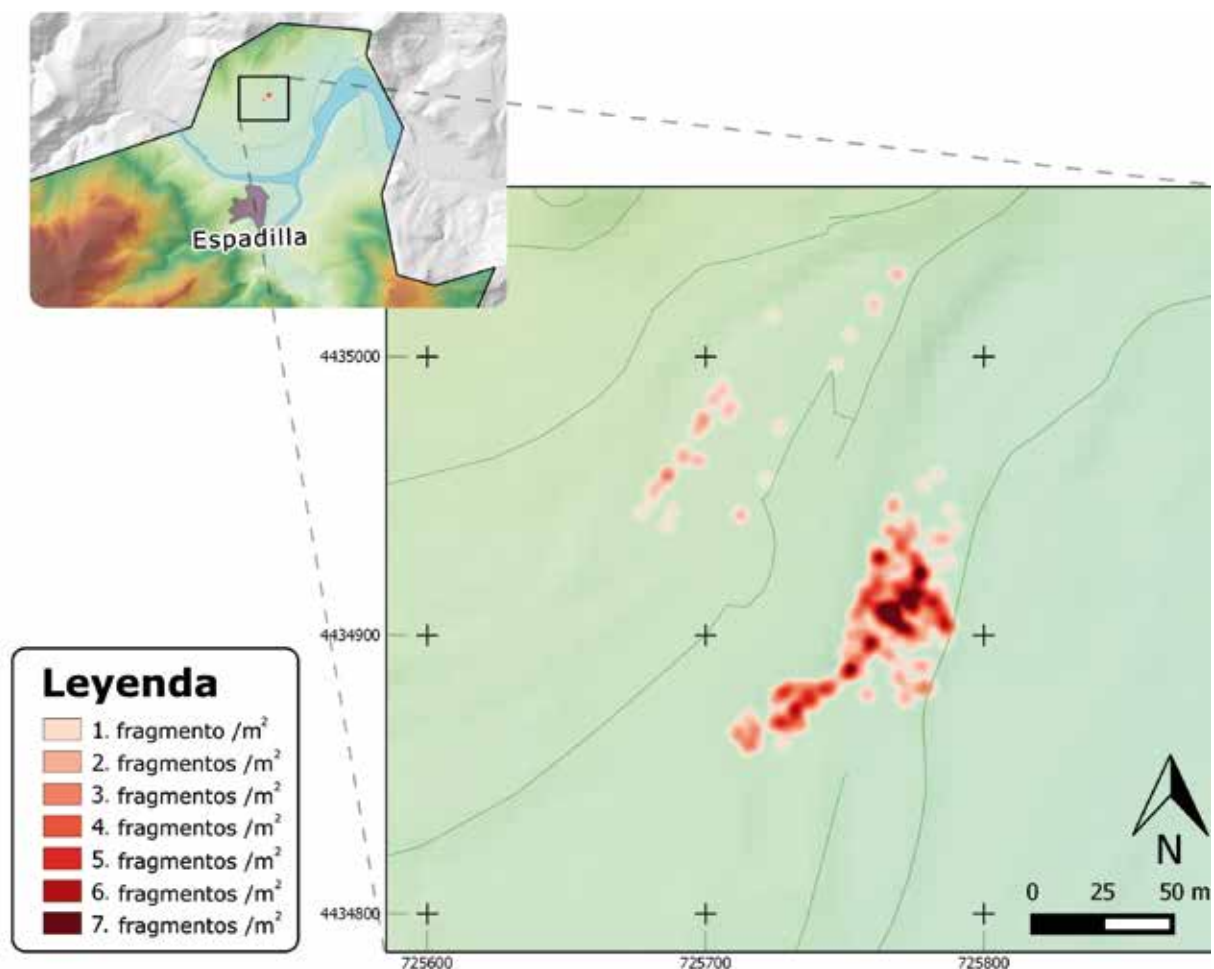 Espadilla
4435000
4434900
4434800
725600
725700
725800
Leyenda
1. fragmento /m²
2. fragmentos /m²
3. fragmentos /m²
4. fragmentos /m²
5. fragmentos /m²
6. fragmentos /m²
7. fragmentos /m²
N
0 25 50 m